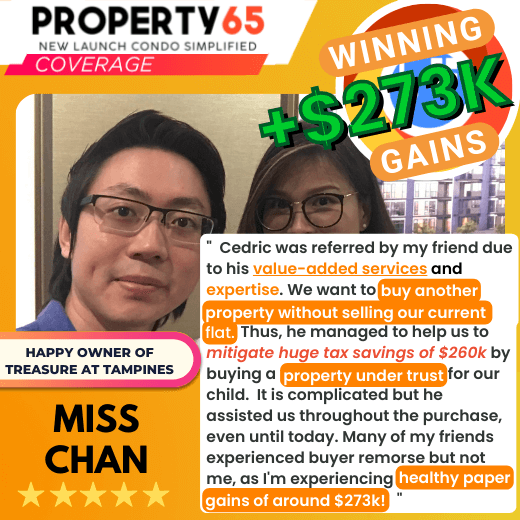 PROPERTY65
NEW LAUNCH CONDO SIMPLIFIED
COVERAGE
WINNING
+$273K
GAINS
" Cedric was referred by my friend due
to his value-added services and
expertise. We want to buy another
property without selling our current
flat. Thus, he managed to help us to
mitigate huge tax savings of $260k by
buying a property under trust for our
child. It is complicated but he
assisted us throughout the purchase,
even until today. Many of my friends
experienced buyer remorse but not
me, as I'm experiencing healthy paper
gains of around $273k! "
HAPPY OWNER OF
TREASURE AT TAMPINES
MISS
CHAN